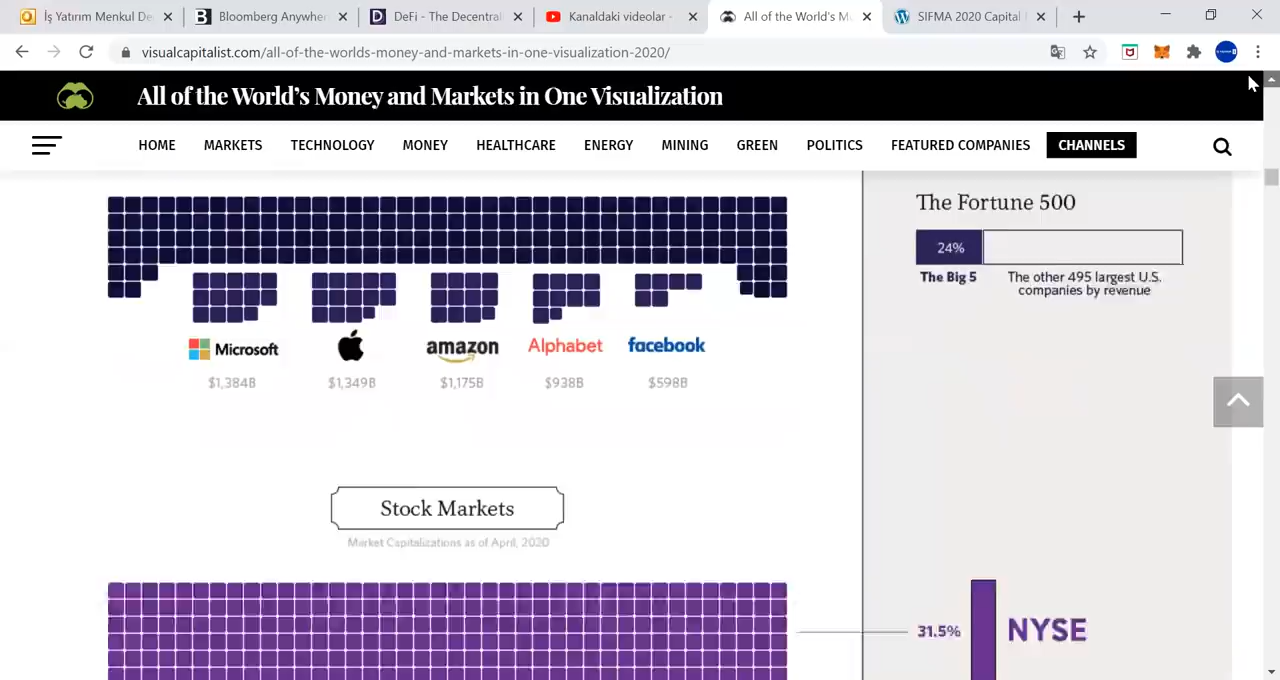 İş Yatırım Menkul De
Bloomberg Anywher
DeFi - The Decentral
Kanaldaki videolar -
All of the World's M
SIFMA 2020 Capital
visualcapitalist.com/all-of-the-worlds-money-and-markets-in-one-visualization-2020/
All of the World's Money and Markets in One Visualization
HOME MARKETS TECHNOLOGY MONEY HEALTHCARE ENERGY MINING GREEN POLITICS FEATURED COMPANIES CHANNELS
The Fortune 500
24%
The Big 5
The other 495 largest U.S.
companies by revenue
Microsoft
amazon
Alphabet
facebook
$1,384B
$1,349B
$1,175B
$938B
$598B
Stock Markets
Market Capitalizations as of April, 2020
31.5%
NYSE